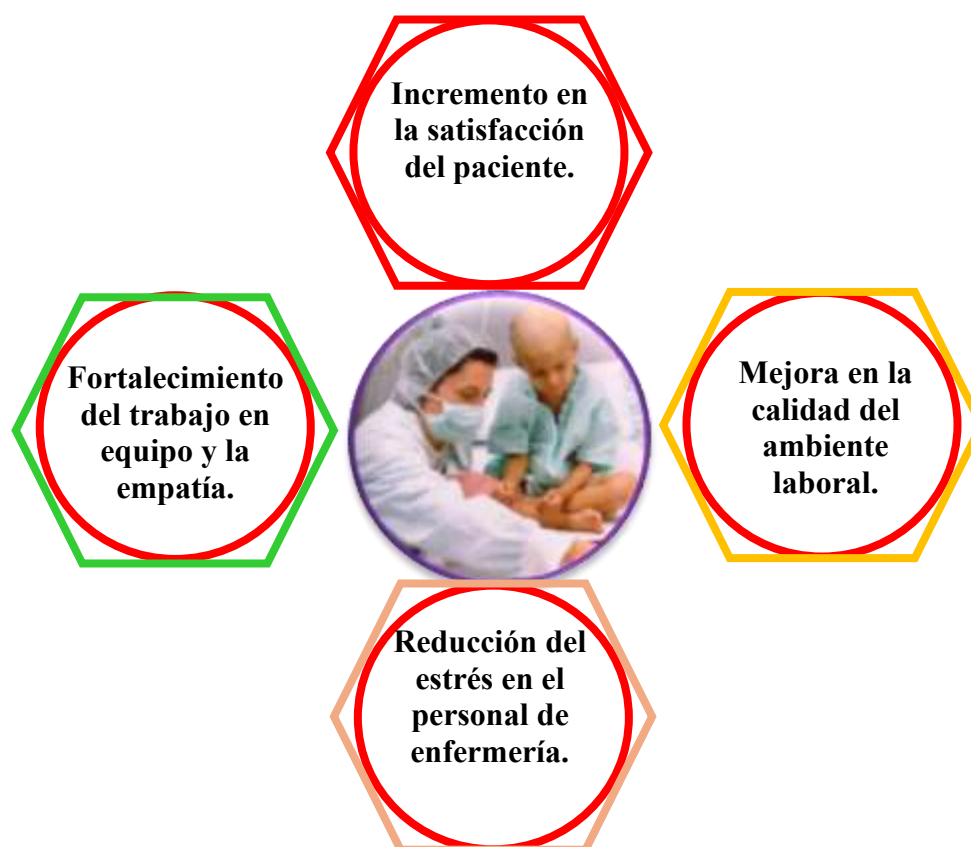 Incremento en
la satisfacción
del paciente.
Fortalecimiento
del trabajo en
equipo y la
empatía.
Mejora en la
calidad del
ambiente
laboral.
Reducción del
estrés en el
personal de
enfermería.